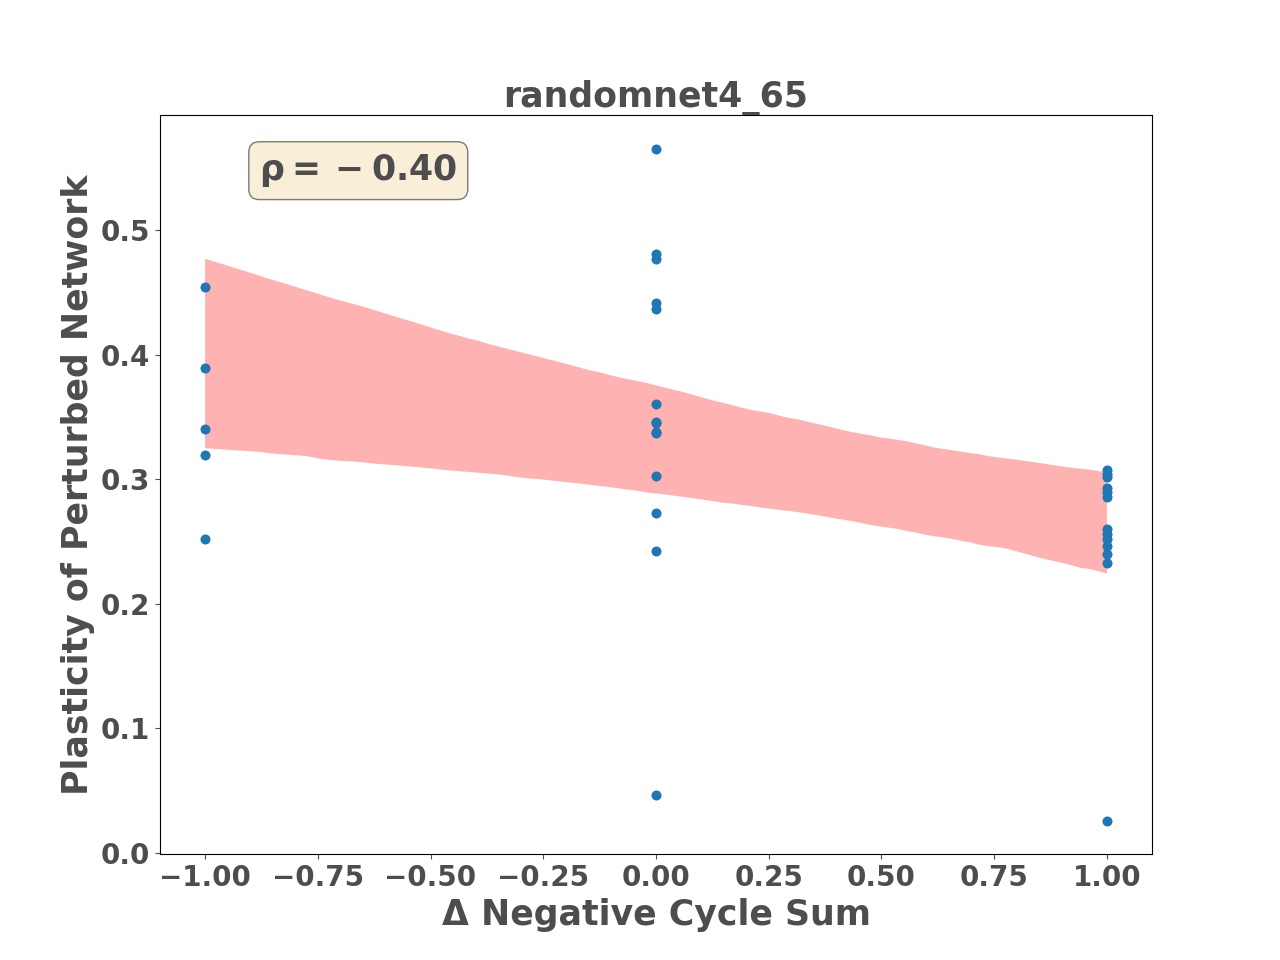 randomnet4_65
ρ = − 0.40
Plasticity of Perturbed Network
0.5
0.4
0.3
0.2
0.1
0.0
−1.00 −0.75 −0.50 −0.25 0.00 0.25 0.50 0.75 1.00
Δ Negative Cycle Sum